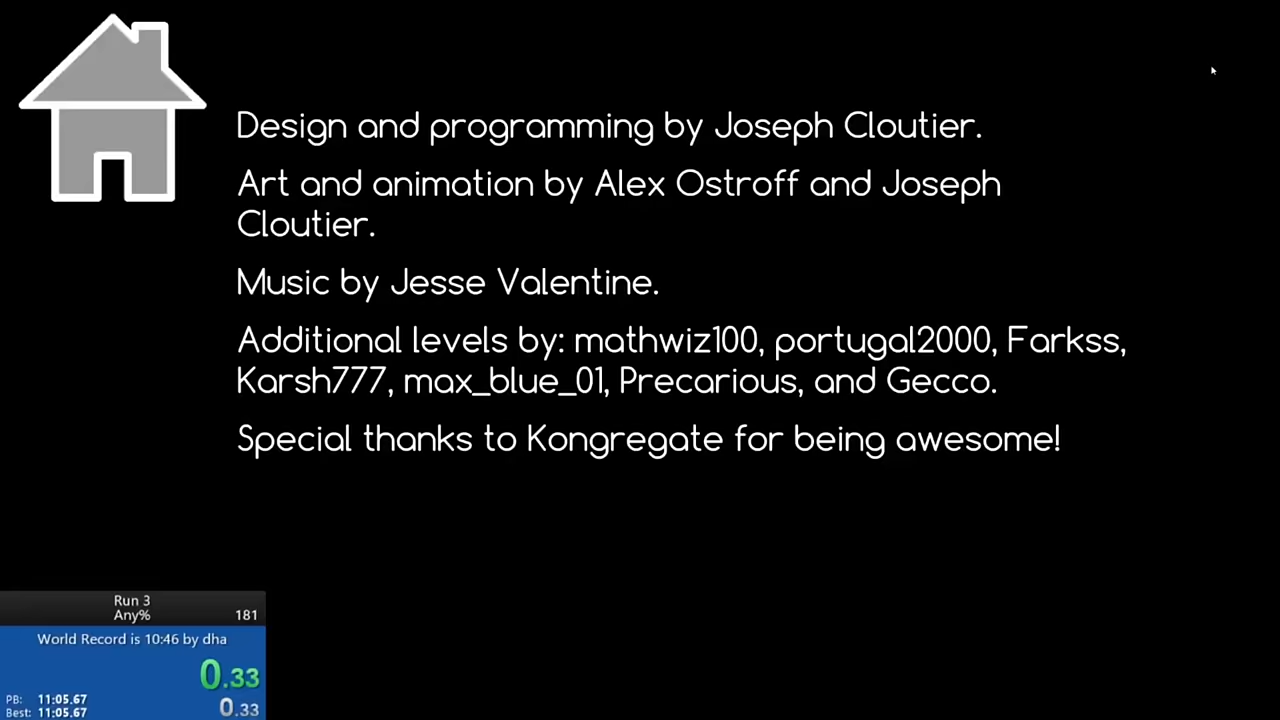 Design and programming by Joseph Cloutier.
Art and animation by Alex Ostroff and Joseph
Cloutier.
Music by Jesse Valentine.
Additional levels by: mathwiz100, portugal2000, Farkss,
Karsh777, max_blue_01, Precarious, and Gecco.
Special thanks to Kongregate for being awesome!
Run 3
Any% 181
World Record is 10:46 by dha
0.33
PB: 11:05.67
Best: 11:05.67 0.33